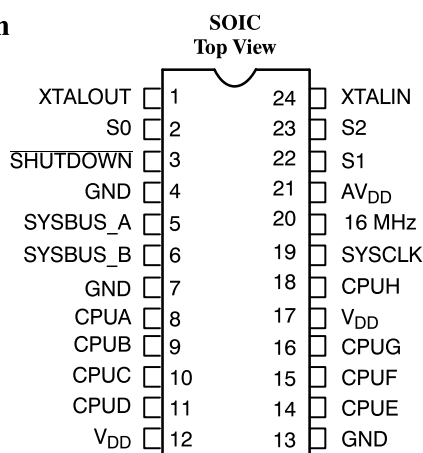 n
SOIC
Top View
XTALOUT 1 24 XTALIN
S0 2 23 S2
SHUTDOWN 3 22 S1
GND 4 21 AVDD
SYSBUS_A 5 20 16 MHz
SYSBUS_B 6 19 SYSCLK
GND 7 18 CPUH
CPUA 8 17 VDD
CPUB 9 16 CPUG
CPUC 10 15 CPUF
CPUD 11 14 CPUE
VDD 12 13 GND